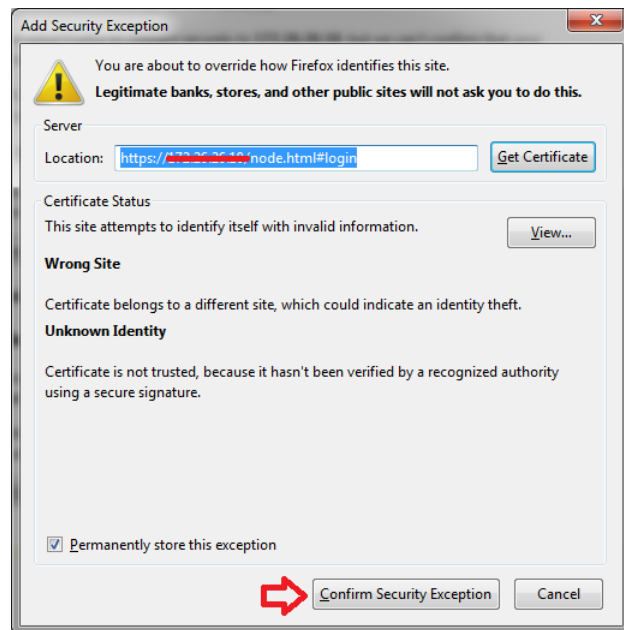 Add Security Exception
You are about to override how Firefox identifies this site.
Legitimate banks, stores, and other public sites will not ask you to do this.
Server
Location: https:// node.html#login Get Certificate
Certificate Status
This site attempts to identify itself with invalid information. View...
Wrong Site
Certificate belongs to a different site, which could indicate an identity theft.
Unknown Identity
Certificate is not trusted, because it hasn't been verified by a recognized authority
using a secure signature.
Permanently store this exception
Confirm Security Exception Cancel